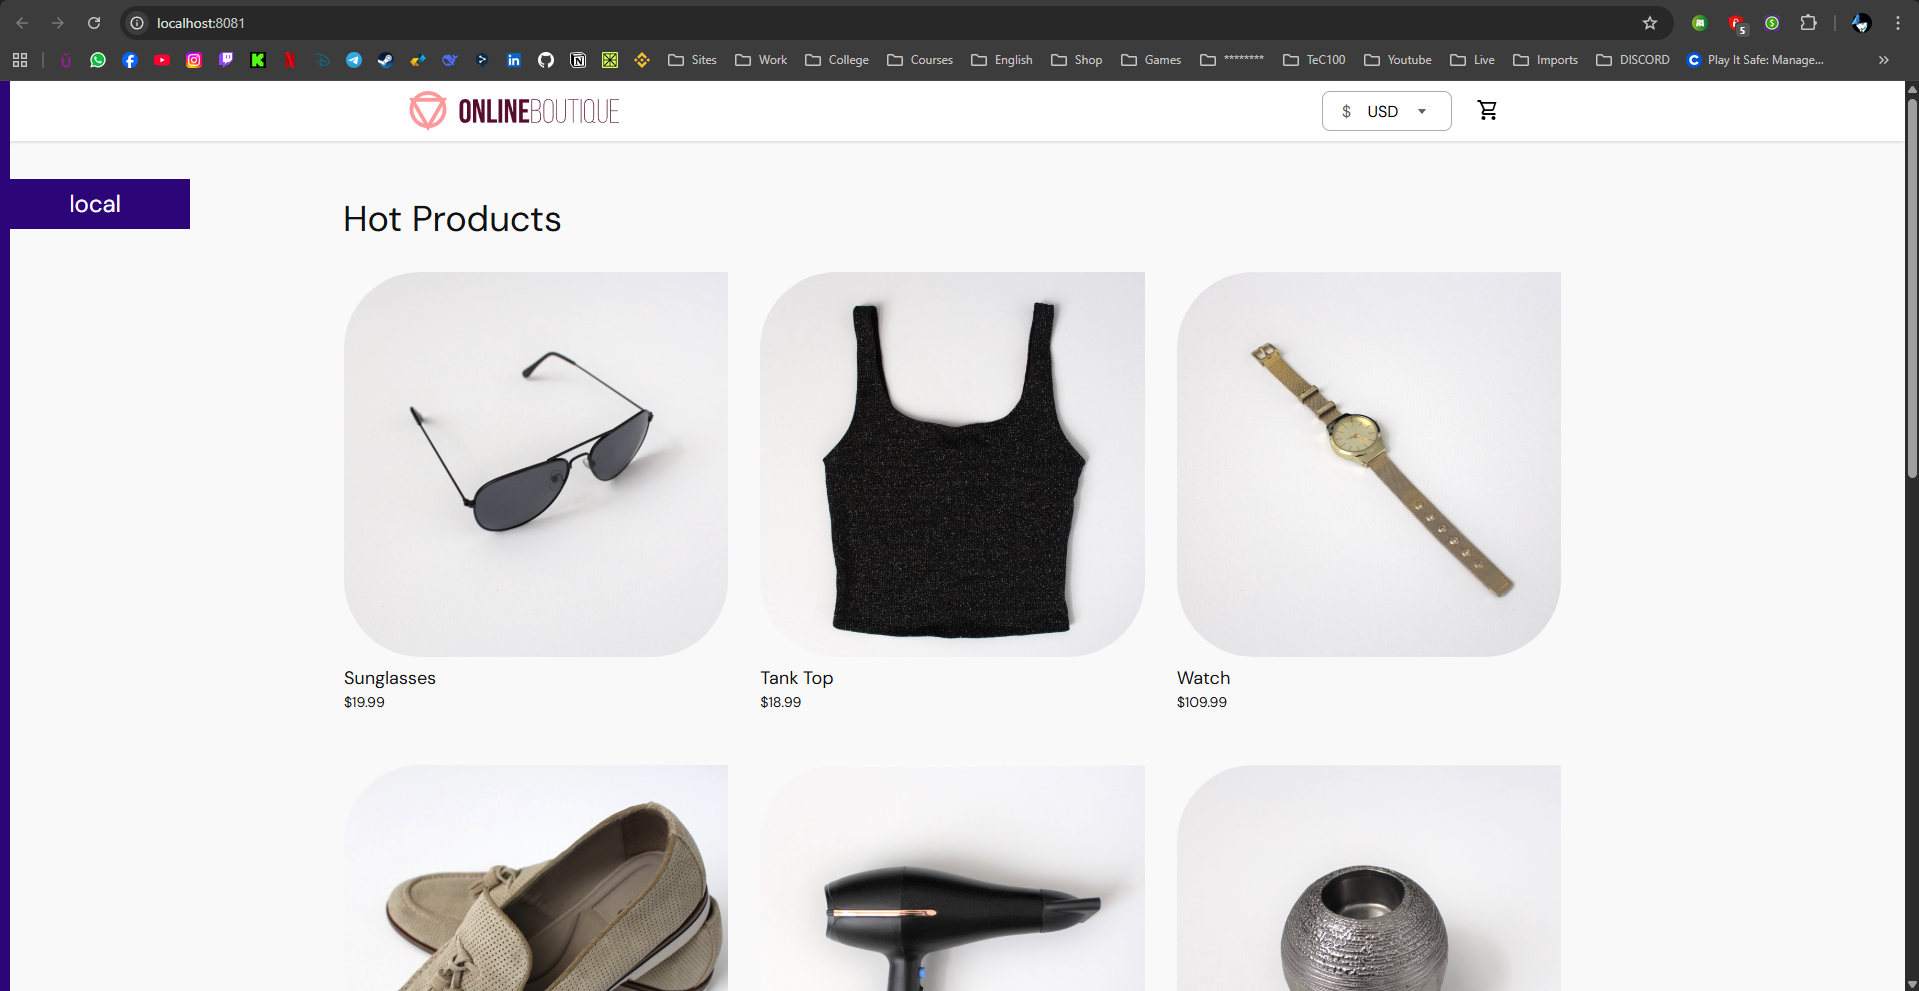 localhost:8081
5
Sites Work College Courses English Shop Games ******** TeC100 Youtube Live Imports DISCORD Play It Safe: Manage...
ONLINEBOUTIQUE
$ USD
local
Hot Products
Sunglasses Tank Top Watch
$19.99 $18.99 $109.99